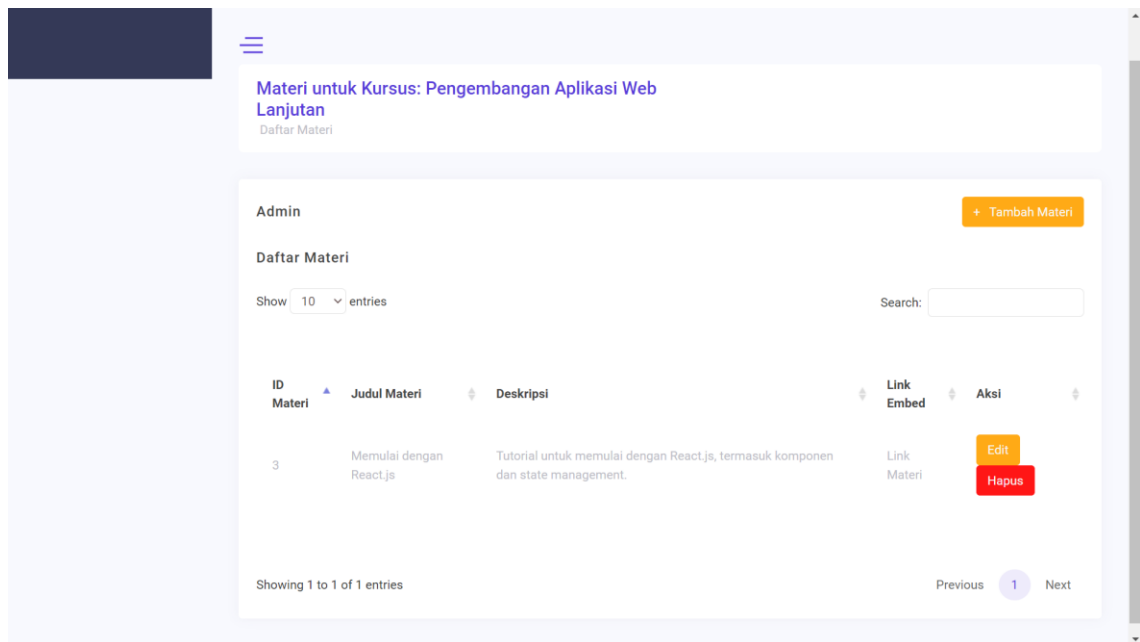 Materi untuk Kursus: Pengembangan Aplikasi Web
Lanjutan
Daftar Materi
Admin
+ Tambah Materi
Daftar Materi
Show 10 entries
Search:
ID
Materi
Judul Materi
Deskripsi
Link
Embed
Aksi
3
Memulai dengan
React.js
Tutorial untuk memulai dengan React.js, termasuk komponen
dan state management.
Link
Materi
Edit
Hapus
Showing 1 to 1 of 1 entries
Previous 1 Next